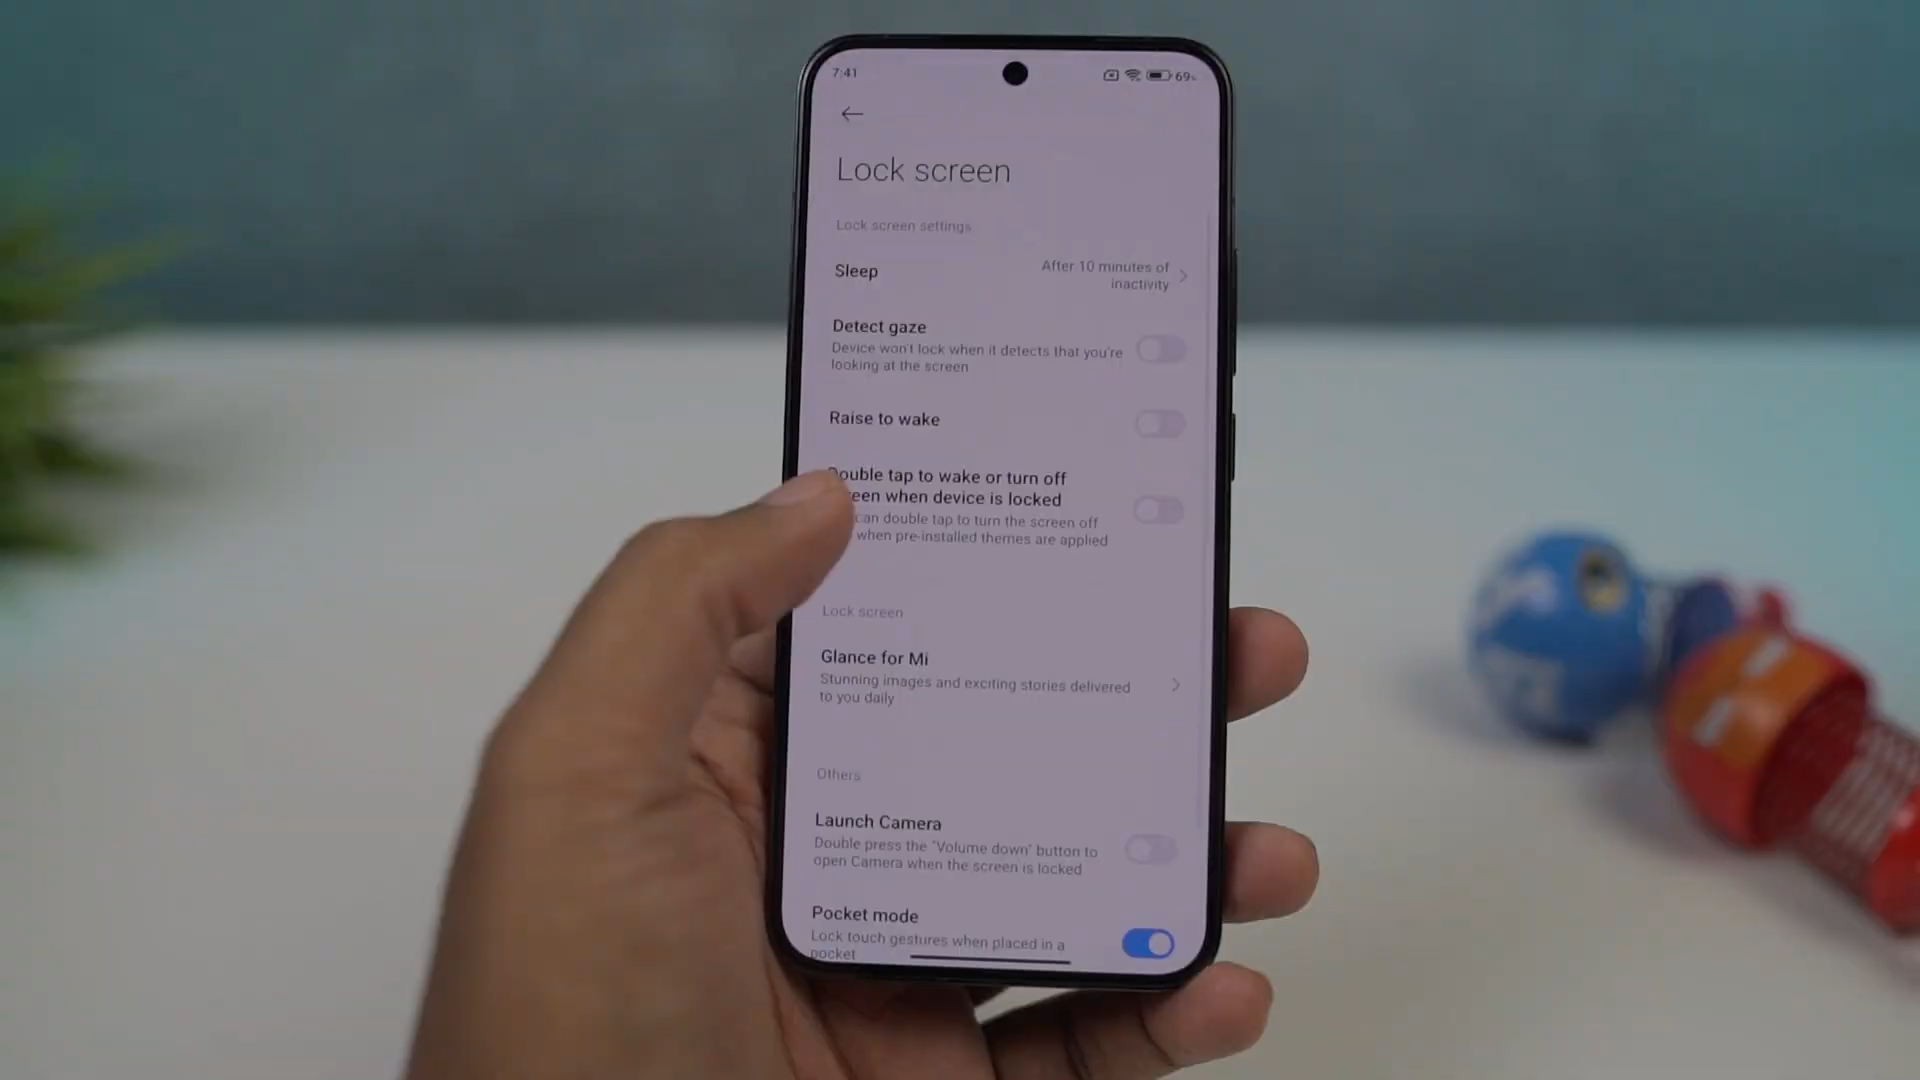 7:41
69%
Lock screen
Lock screen settings
Sleep
After 10 minutes of
inactivity
Detect gaze
Device won't lock when it detects that you're
looking at the screen
Raise to wake
Double tap to wake or turn off
reen when device is locked
can double tap to turn the screen off
when pre-installed themes are applied
Lock screen
Glance for Mi
Stunning images and exciting stories delivered
to you daily
Others
Launch Camera
Double press the "Volume down" button to
open Camera when the screen is locked
Pocket mode
Lock touch gestures when placed in a
pocket